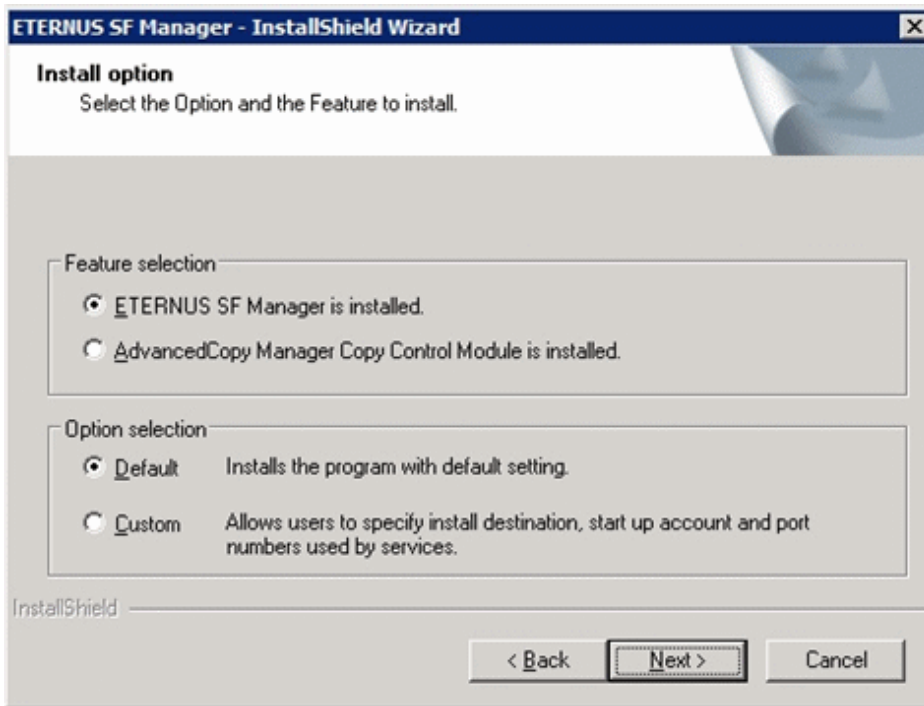 ETERNUS SF Manager - InstallShield Wizard
Install option
Select the Option and the Feature to install.
Feature selection
ETERNUS SF Manager is installed.
AdvancedCopy Manager Copy Control Module is installed.
Option selection
Default Installs the program with default setting.
Custom Allows users to specify install destination, start up account and port
numbers used by services.
InstallShield
< Back Next > Cancel